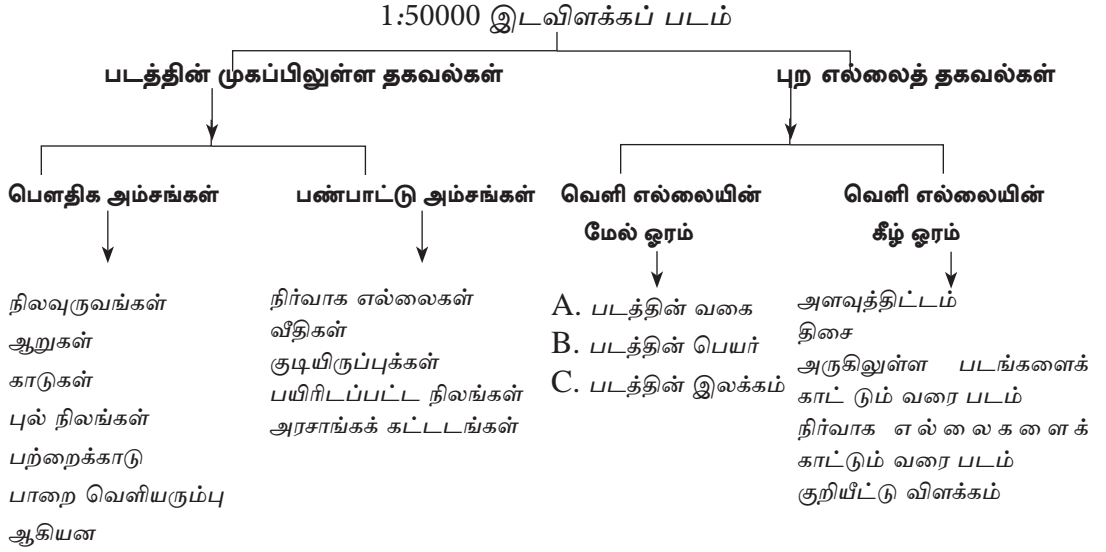 1:50000 இடவிளக்கப் படம்
படத்தின் முகப்பிலுள்ள தகவல்கள்
புற எல்லைத் தகவல்கள்
பௌதிக அம்சங்கள்
பண்பாட்டு அம்சங்கள்
வெளி எல்லையின்
மேல் ஓரம்
வெளி எல்லையின்
கீழ் ஓரம்
நிலவுருவங்கள்
ஆறுகள்
காடுகள்
புல் நிலங்கள்
பற்றைக்காடு
பாறை வெளியரும்பு
ஆகியன
நிர்வாக எல்லைகள்
வீதிகள்
குடியிருப்புக்கள்
பயிரிடப்பட்ட நிலங்கள்
அரசாங்கக் கட்டடங்கள்
A. படத்தின் வகை
B. படத்தின் பெயர்
C. படத்தின் இலக்கம்
அளவுத்திட்டம்
திசை
அருகிலுள்ள படங்களைக்
காட் டும் வரை படம்
நிர்வாக எல்லைகளைக்
காட்டும் வரை படம்
குறியீட்டு விளக்கம்